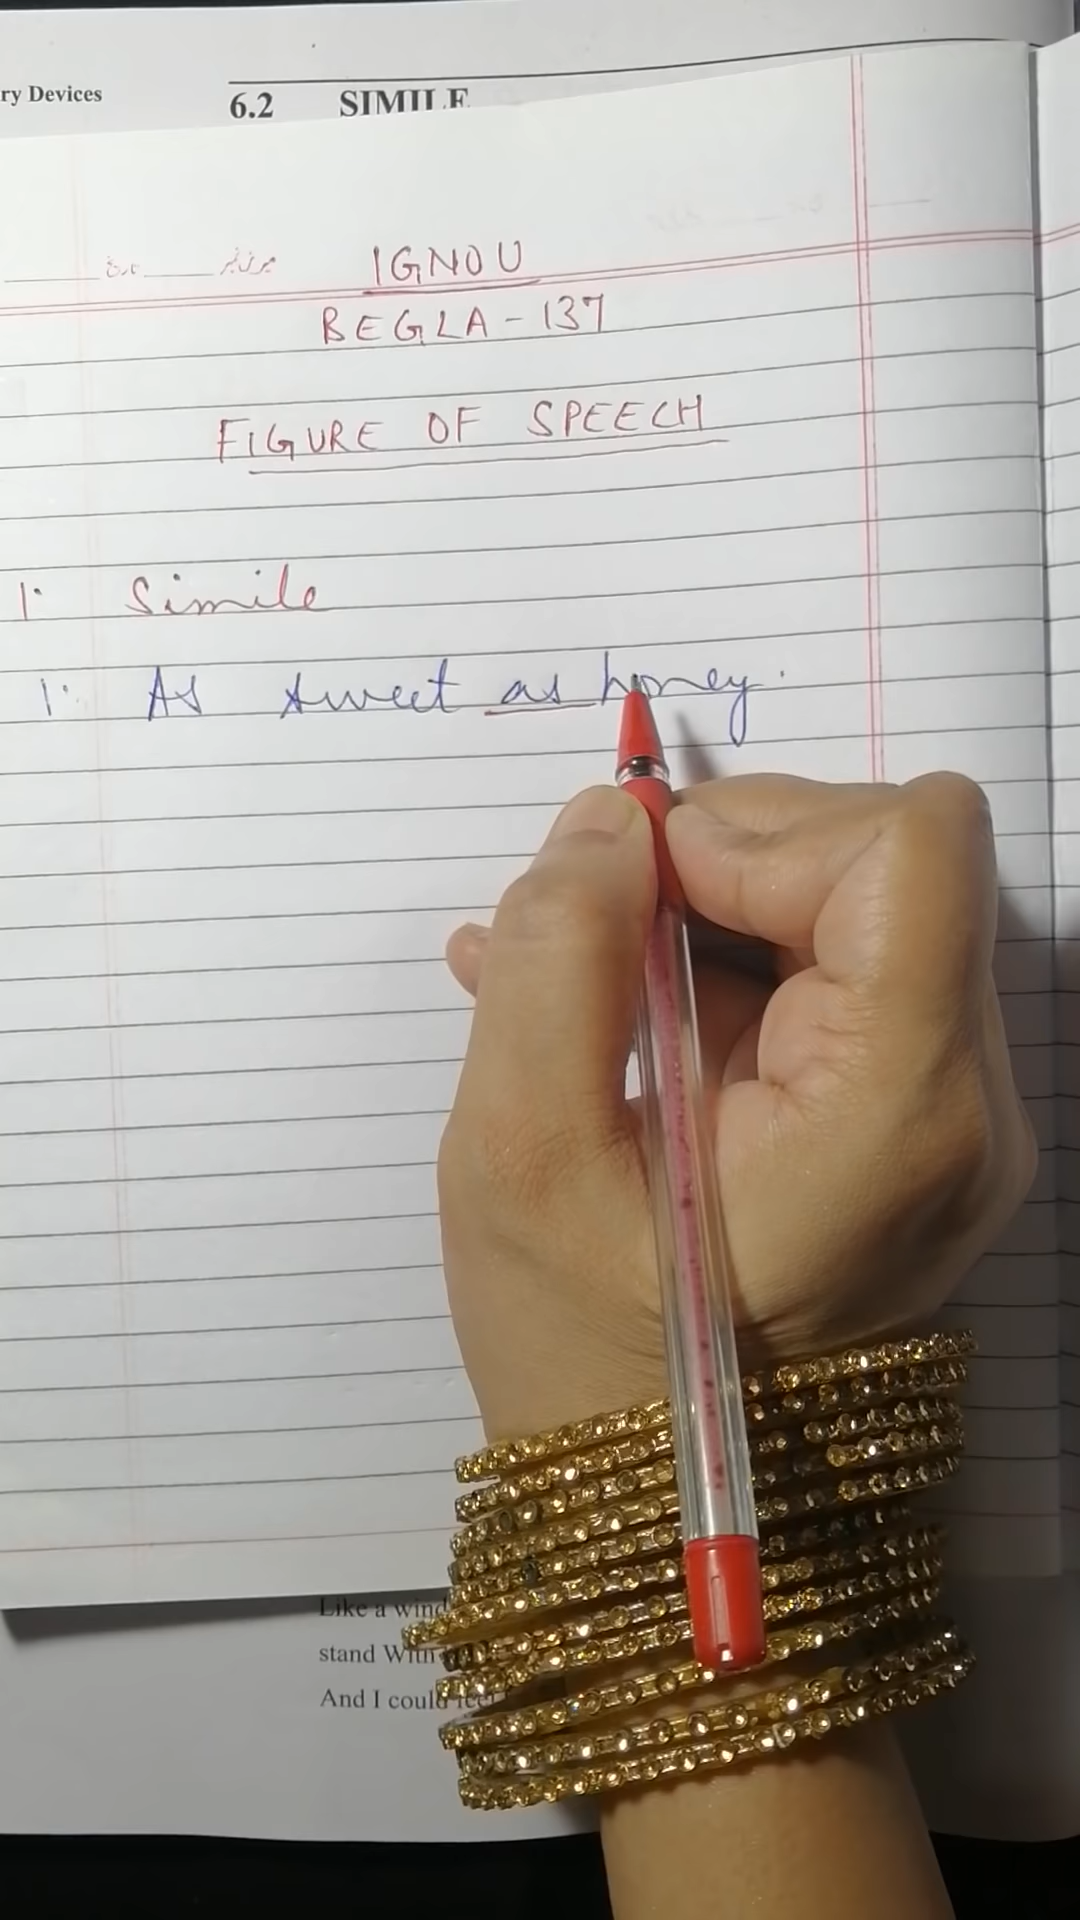 ry Devices
6.2 SIMILE
IGNOU
BEGLA-137
FIGURE OF SPEECH
1. Simile
1. As sweet as honey.
Like a wind
stand With
And I could